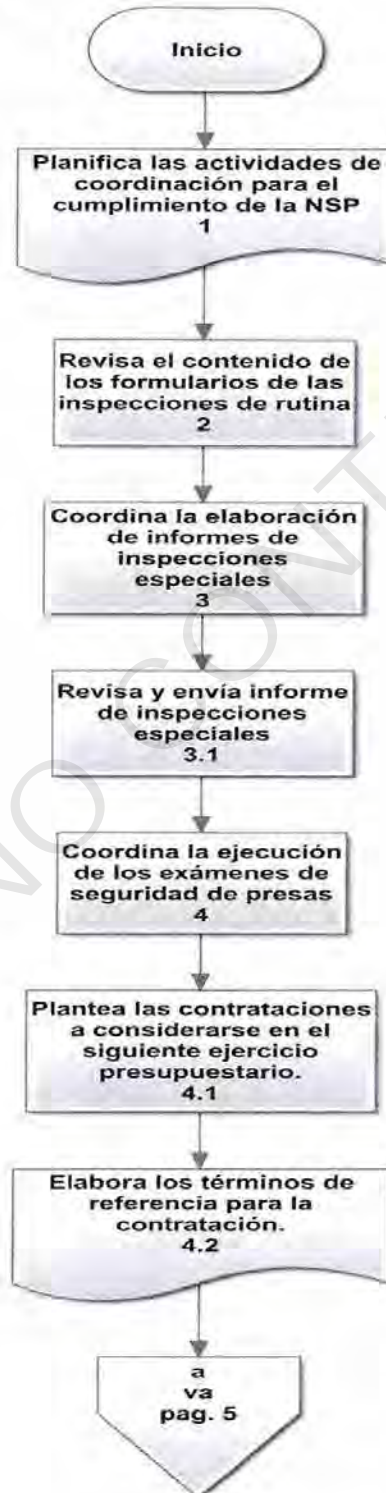 Inicio
Planifica las actividades de
coordinación para el
cumplimiento de la NSP
1
Revisa el contenido de
los formularios de las
inspecciones de rutina
2
Coordina la elaboración
de informes de
inspecciones
especiales
3
Revisa y envía informe
de inspecciones
especiales
3.1
Coordina la ejecución
de los exámenes de
seguridad de presas
4
Plantea las contrataciones
a considerarse en el
siguiente ejercicio
presupuestario.
4.1
Elabora los términos de
referencia para la
contratación.
4.2
a
va
pag. 5
NO CONT